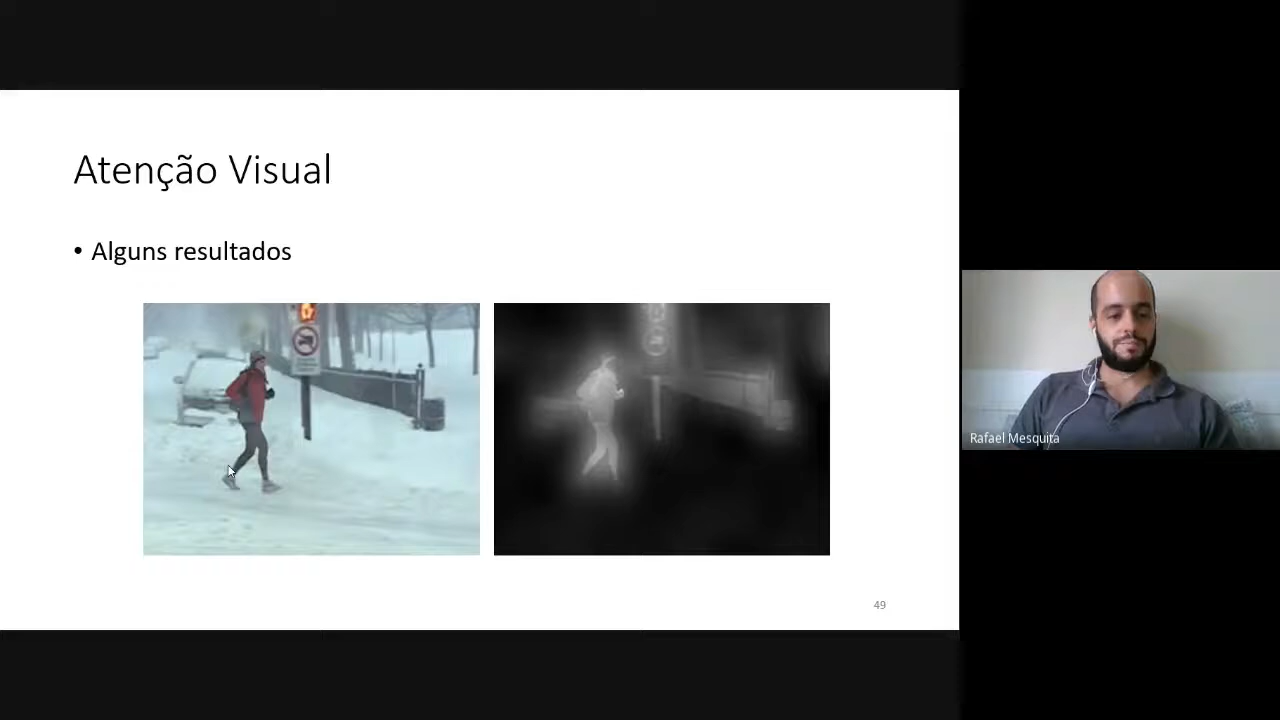 Atenção Visual
• Alguns resultados
49
Rafael Mesquita